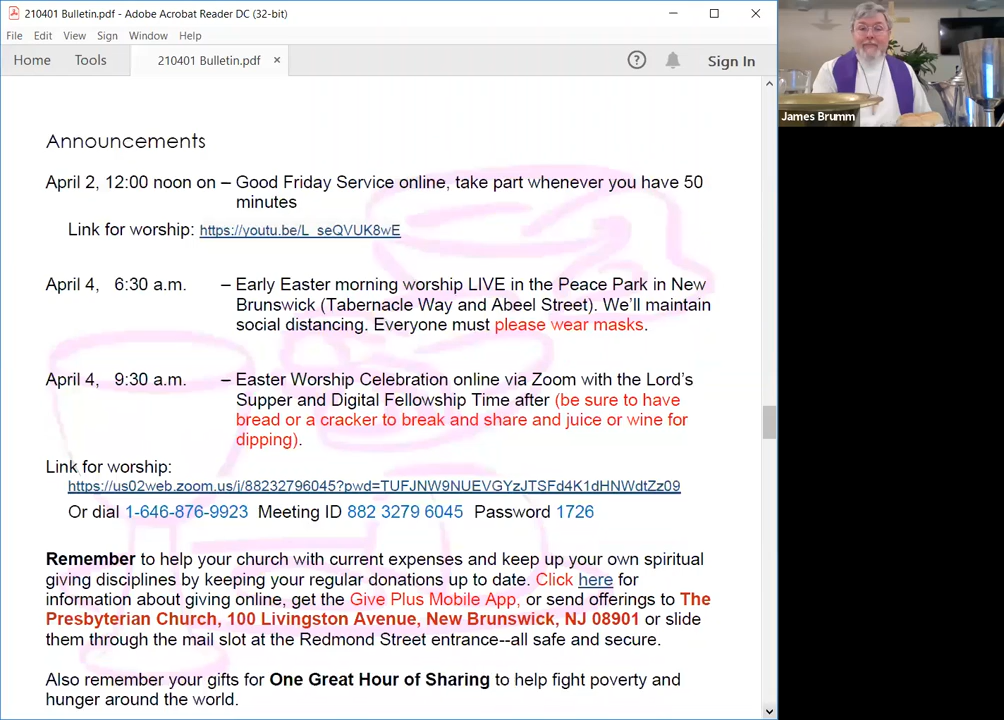 210401 Bulletin.pdf - Adobe Acrobat Reader DC (32-bit)
File Edit View Sign Window Help
Home Tools 210401 Bulletin.pdf × ? Sign In
James Brumm
Announcements
April 2, 12:00 noon on – Good Friday Service online, take part whenever you have 50
minutes
Link for worship: https://youtu.be/L_seQVUK8wE
April 4, 6:30 a.m. – Early Easter morning worship LIVE in the Peace Park in New
Brunswick (Tabernacle Way and Abeel Street). We’ll maintain
social distancing. Everyone must please wear masks.
April 4, 9:30 a.m. – Easter Worship Celebration online via Zoom with the Lord’s
Supper and Digital Fellowship Time after (be sure to have
bread or a cracker to break and share and juice or wine for
dipping).
Link for worship:
https://us02web.zoom.us/j/88232796045?pwd=TUFJNW9NUEVGYzJTSFd4K1dHNWdtZz09
Or dial 1-646-876-9923 Meeting ID 882 3279 6045 Password 1726
Remember to help your church with current expenses and keep up your own spiritual
giving disciplines by keeping your regular donations up to date. Click here for
information about giving online, get the Give Plus Mobile App, or send offerings to The
Presbyterian Church, 100 Livingston Avenue, New Brunswick, NJ 08901 or slide
them through the mail slot at the Redmond Street entrance--all safe and secure.
Also remember your gifts for One Great Hour of Sharing to help fight poverty and
hunger around the world.